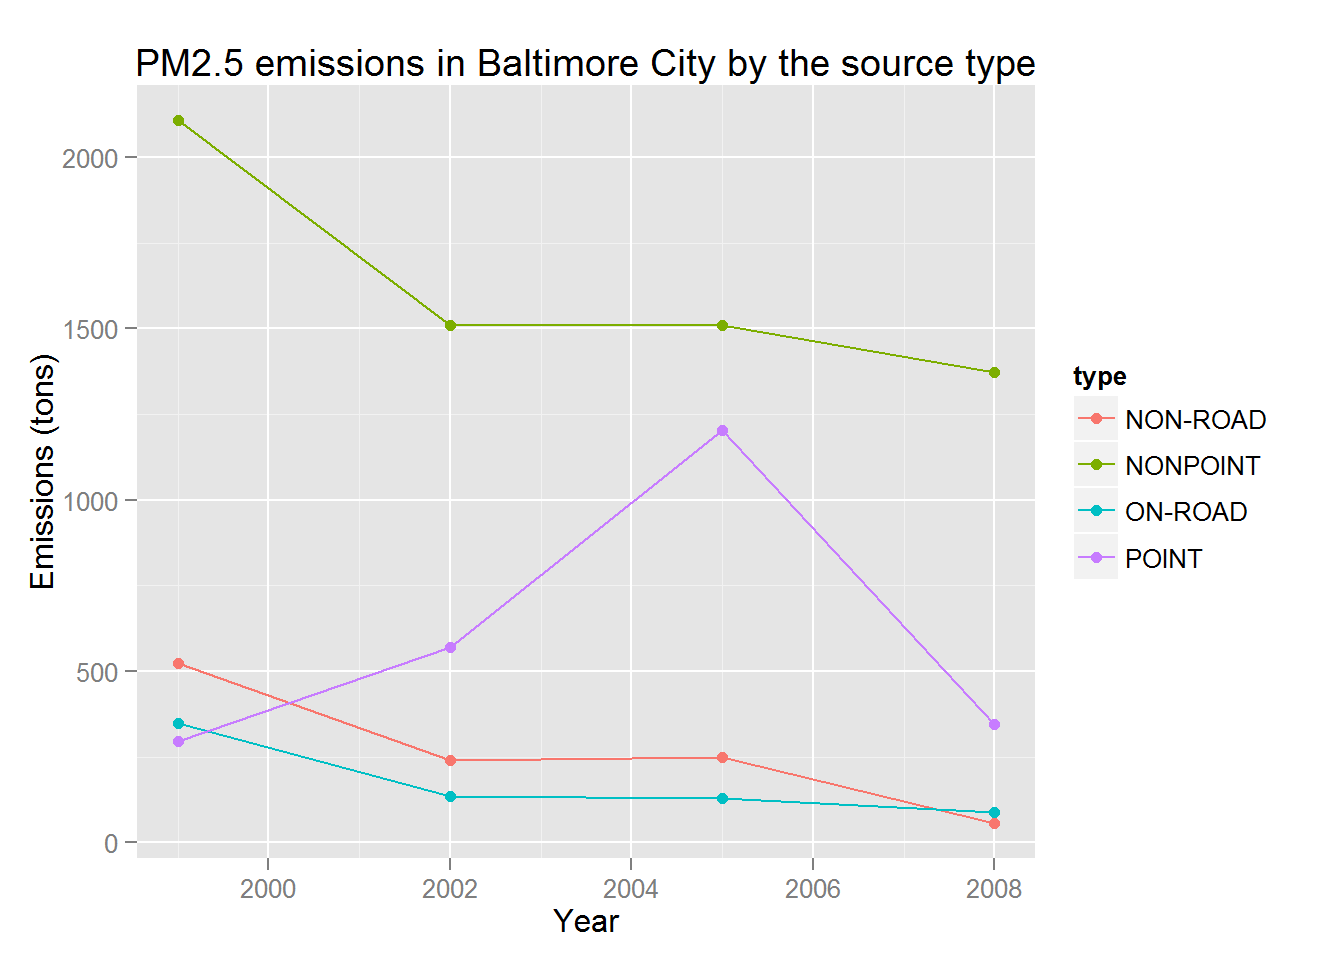 PM2.5 emissions in Baltimore City by the source type
Emissions (tons)
2000
1500
1000
500
0
2000 2002 2004 2006 2008
Year
type
NON-ROAD
NONPOINT
ON-ROAD
POINT